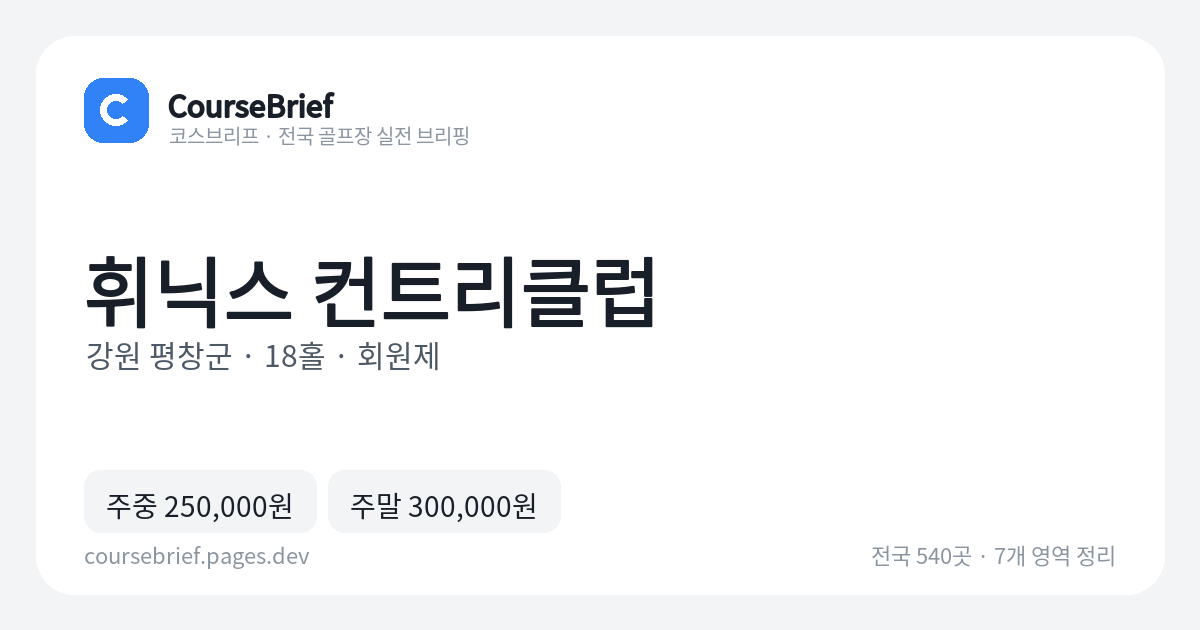 C
CourseBrief
코스브리프 · 전국 골프장 실전 브리핑
휘닉스 컨트리클럽
강원 평창군 · 18홀 · 회원제
주중 250,000원 주말 300,000원
coursebrief.pages.dev 전국 540곳 · 7개 영역 정리